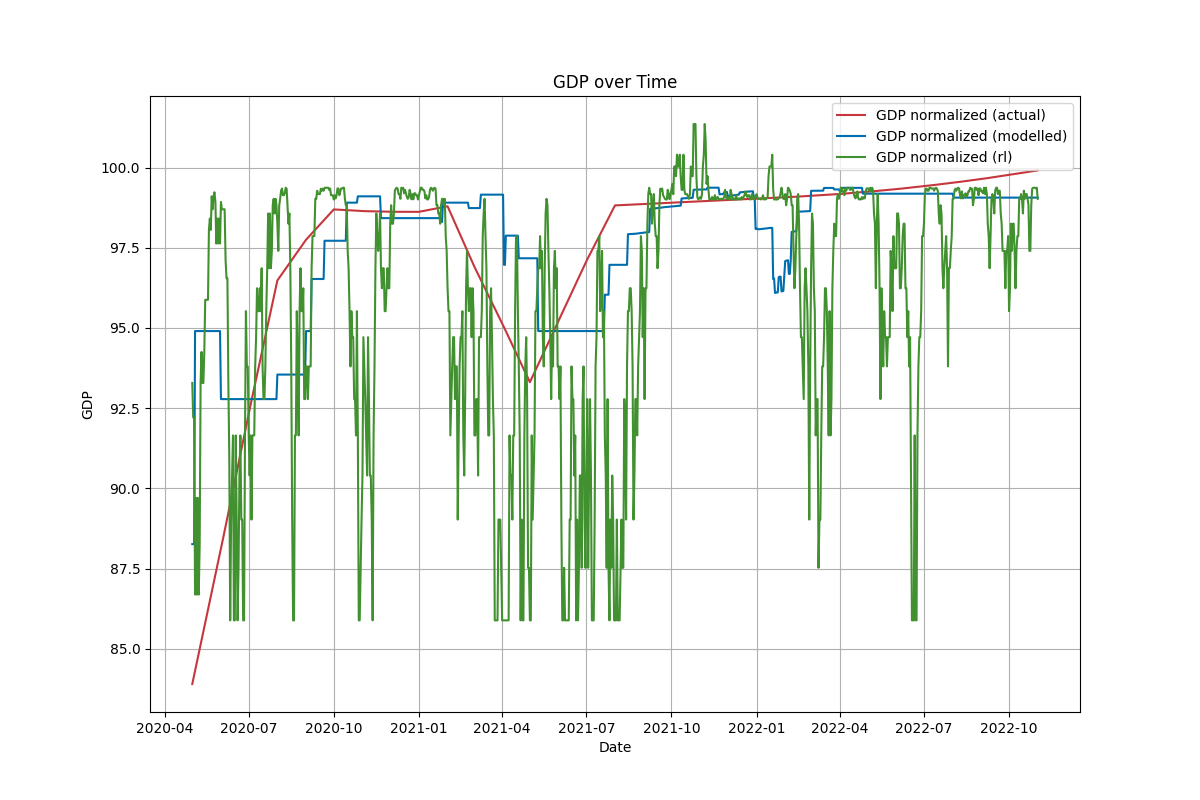 GDP over Time
GDP normalized (actual)
GDP normalized (modelled)
GDP normalized (rl)
100.0
97.5
95.0
92.5
90.0
87.5
85.0
GDP
2020-04 2020-07 2020-10 2021-01 2021-04 2021-07 2021-10 2022-01 2022-04 2022-07 2022-10
Date